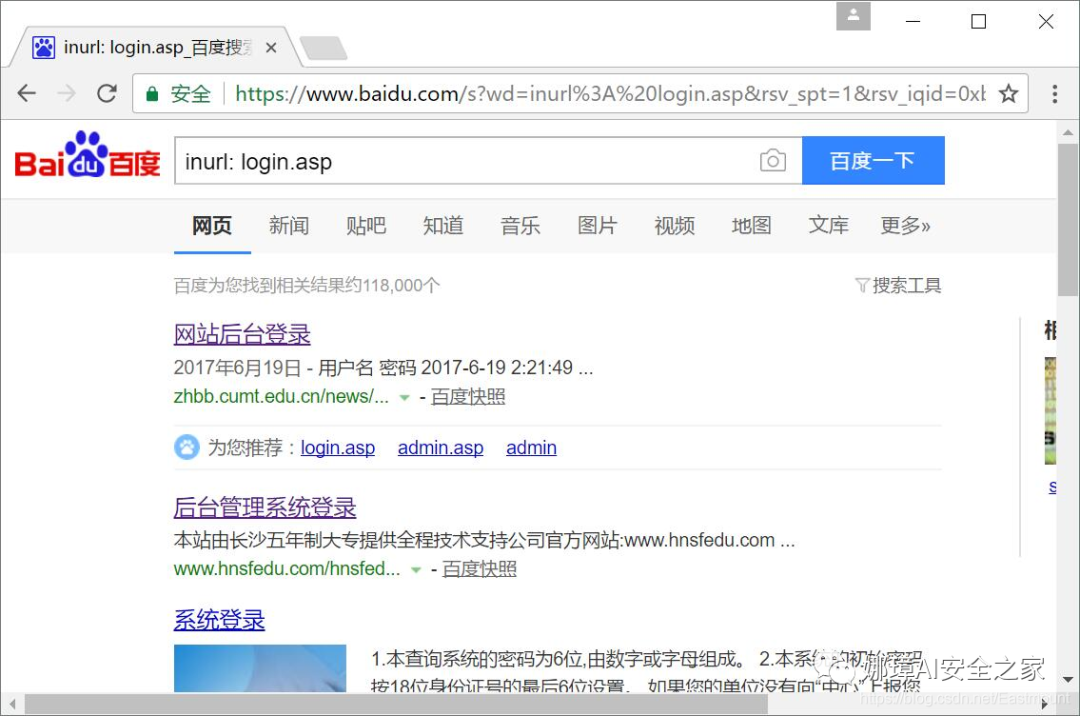 inurl: login.asp_百度搜
安全 https://www.baidu.com/s?wd=inurl%3A%20login.asp&rsv_spt=1&rsv_iqid=0xb
Bai du 百度 inurl: login.asp 百度一下
网页 新闻 贴吧 知道 音乐 图片 视频 地图 文库 更多»
百度为您找到相关结果约118,000个 搜索工具
网站后台登录
2017年6月19日 - 用户名 密码 2017-6-19 2:21:49 ...
zhbb.cumt.edu.cn/news/... - 百度快照
为您推荐: login.asp admin.asp admin
后台管理系统登录
本站由长沙五年制大专提供全程技术支持公司官方网站:www.hnsfedu.com ...
www.hnsfedu.com/hnsfed... - 百度快照
系统登录
1.本查询系统的密码为6位,由数字或字母组成。 2.本系统的初始密码
按18位身份证号的最后6位设置。 如果您的单位没有向“中心”上报您
娜璋AI安全之家
https://blog.csdn.net/Eastmount